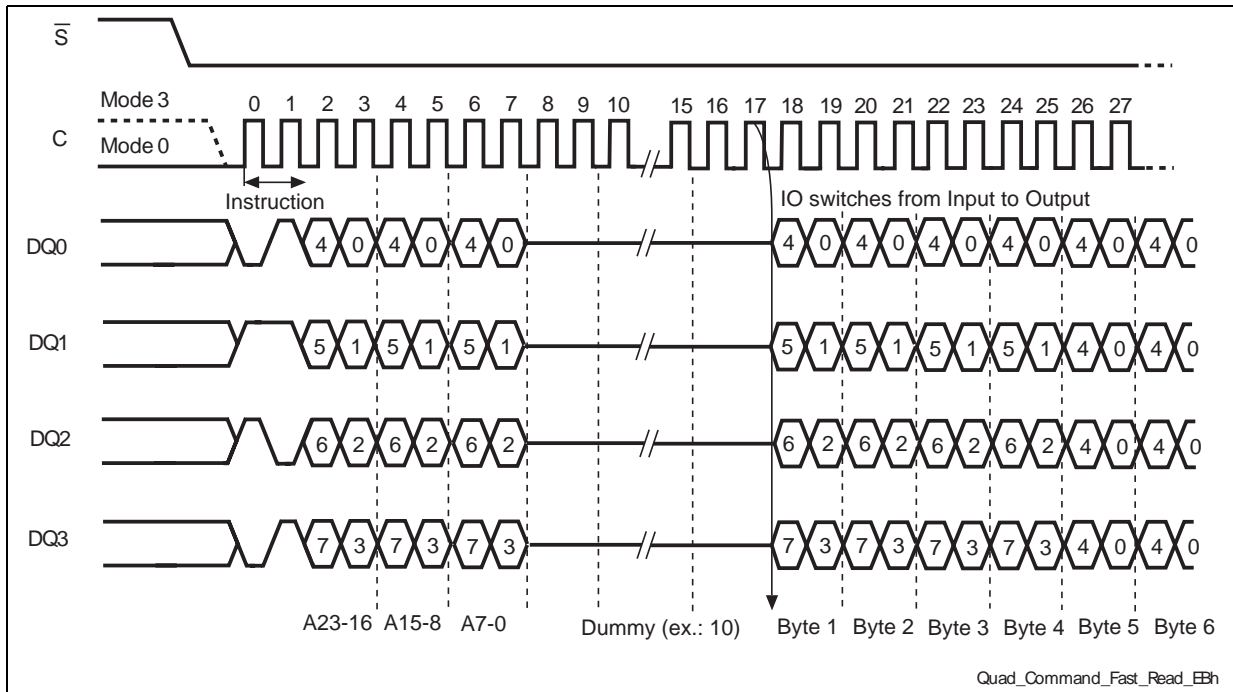 S
Mode 3
C
Mode 0
0 1 2 3 4 5 6 7 8 9 10 15 16 17 18 19 20 21 22 23 24 25 26 27
Instruction
IO switches from Input to Output
DQ0
4 0 4 0 4 0 4 0 4 0 4 0 4 0 4 0 4 0
DQ1
5 1 5 1 5 1 5 1 5 1 5 1 5 1 4 0 4 0
DQ2
6 2 6 2 6 2 6 2 6 2 6 2 6 2 4 0 4 0
DQ3
7 3 7 3 7 3 7 3 7 3 7 3 7 3 4 0 4 0
A23-16 A15-8 A7-0 Dummy (ex.: 10) Byte 1 Byte 2 Byte 3 Byte 4 Byte 5 Byte 6
Quad_Command_Fast_Read_EBh